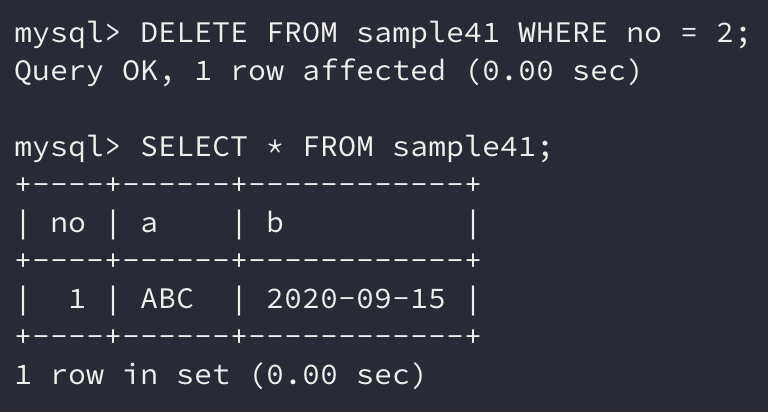 mysql> DELETE FROM sample41 WHERE no = 2;
Query OK, 1 row affected (0.00 sec)

mysql> SELECT * FROM sample41;
+----+------+------------+
| no | a    | b          |
+----+------+------------+
|  1 | ABC  | 2020-09-15 |
+----+------+------------+
1 row in set (0.00 sec)